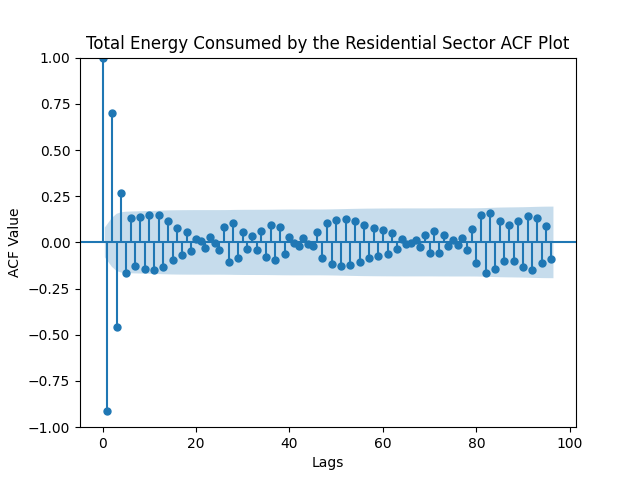 Total Energy Consumed by the Residential Sector ACF Plot
1.00
0.75
0.50
0.25
0.00
−0.25
−0.50
−0.75
−1.00
ACF Value
0 20 40 60 80 100
Lags